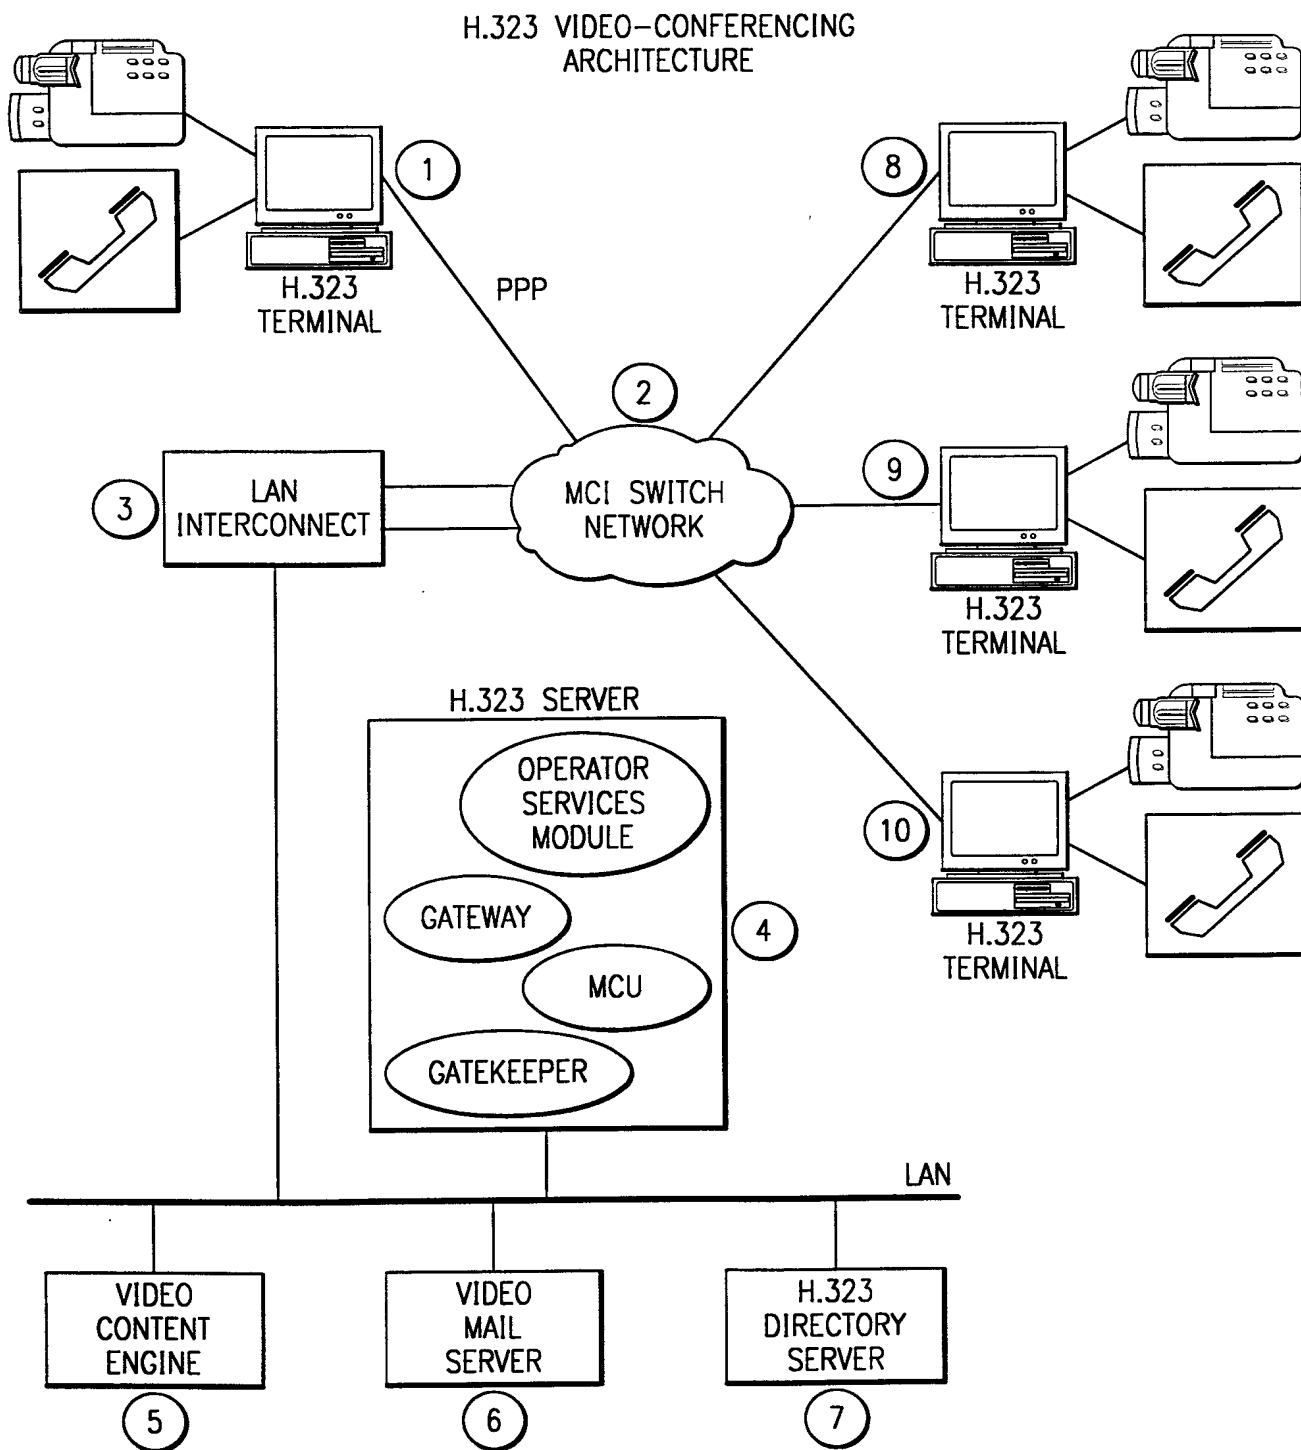 H.323 VIDEO-CONFERENCING
ARCHITECTURE
1
H.323
TERMINAL
PPP
8
H.323
TERMINAL
2
MCI SWITCH
NETWORK
3
LAN
INTERCONNECT
9
H.323
TERMINAL
H.323 SERVER
OPERATOR
SERVICES
MODULE
GATEWAY
MCU
GATEKEEPER
4
10
H.323
TERMINAL
LAN
VIDEO
CONTENT
ENGINE
5
VIDEO
MAIL
SERVER
6
H.323
DIRECTORY
SERVER
7